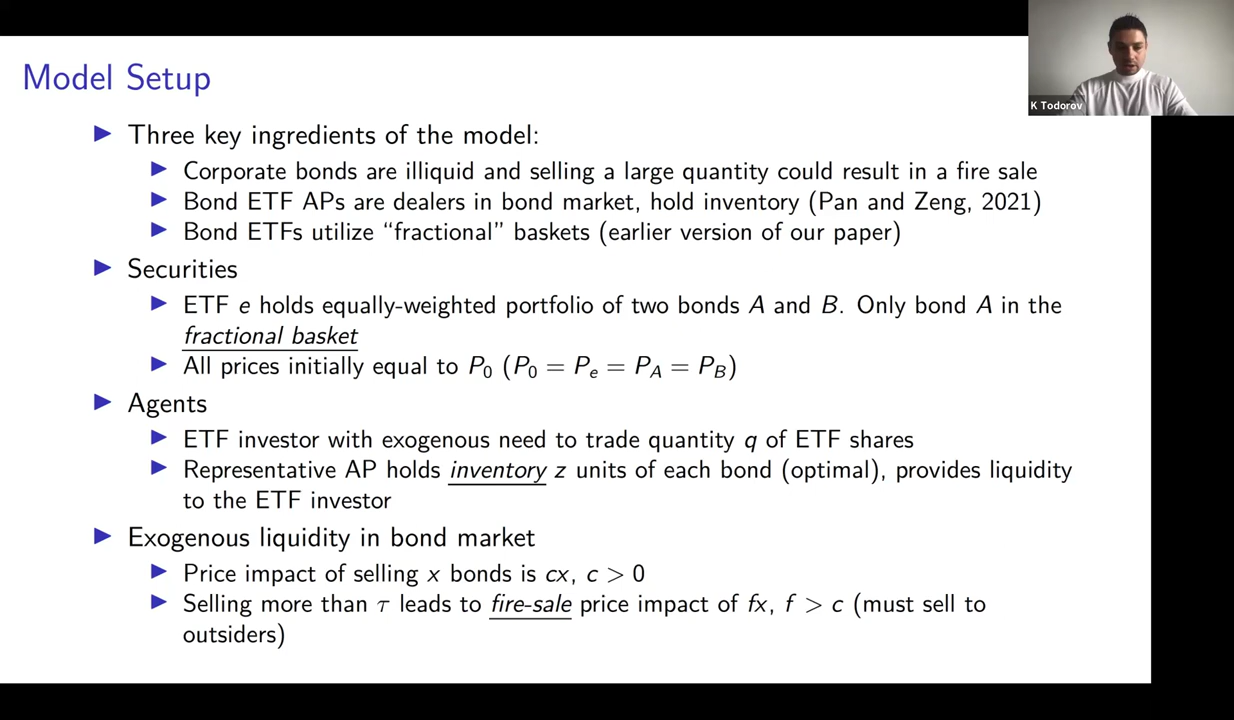 Model Setup
K Todorov
▶ Three key ingredients of the model:
▶ Corporate bonds are illiquid and selling a large quantity could result in a fire sale
▶ Bond ETF APs are dealers in bond market, hold inventory (Pan and Zeng, 2021)
▶ Bond ETFs utilize “fractional” baskets (earlier version of our paper)
▶ Securities
▶ ETF e holds equally-weighted portfolio of two bonds A and B. Only bond A in the
fractional basket
▶ All prices initially equal to P₀ (P₀ = Pₑ = P_A = P_B)
▶ Agents
▶ ETF investor with exogenous need to trade quantity q of ETF shares
▶ Representative AP holds inventory z units of each bond (optimal), provides liquidity
to the ETF investor
▶ Exogenous liquidity in bond market
▶ Price impact of selling x bonds is cx, c > 0
▶ Selling more than τ leads to fire-sale price impact of fx, f > c (must sell to
outsiders)